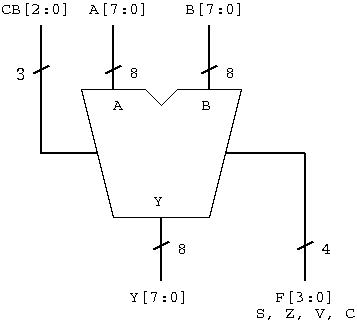 CB[2:0] A[7:0] B[7:0]
3 8 8
A B
Y
8 4
Y[7:0] F[3:0]
S, Z, V, C